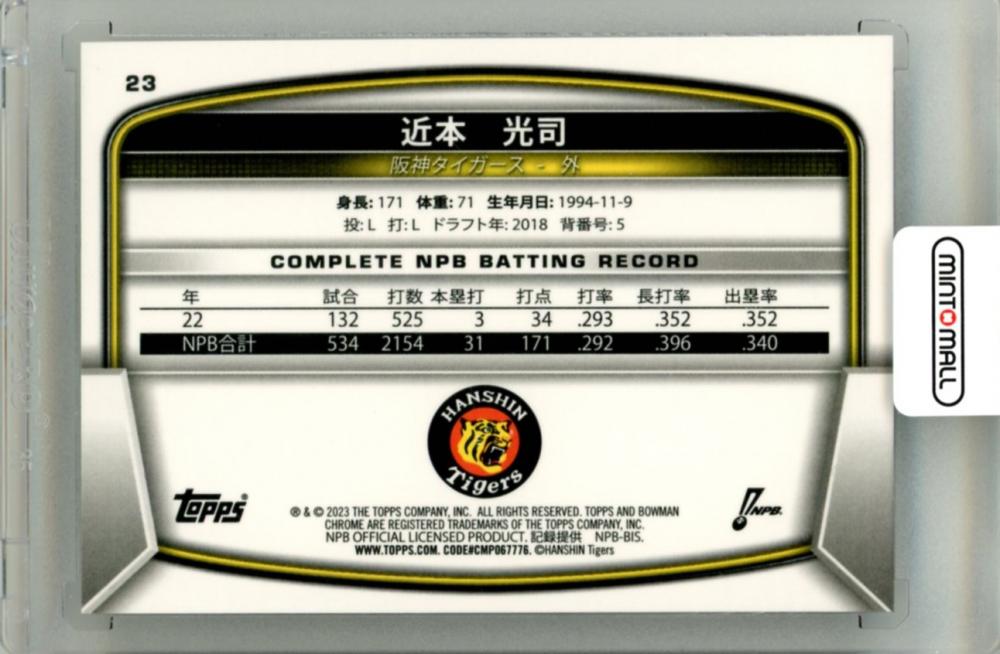 23
近本 光司
阪神タイガース - 外
身長: 171 体重: 71 生年月日: 1994-11-9
投: L 打: L ドラフト年: 2018 背番号: 5
COMPLETE NPB BATTING RECORD
年 試合 打数 本塁打 打点 打率 長打率 出塁率
22 132 525 3 34 .293 .352 .352
NPB合計 534 2154 31 171 .292 .396 .340
HANSHIN
Tigers
topps®
NPB.
® & © 2023 THE TOPPS COMPANY, INC. ALL RIGHTS RESERVED. TOPPS AND BOWMAN
CHROME ARE REGISTERED TRADEMARKS OF THE TOPPS COMPANY, INC.
NPB OFFICIAL LICENSED PRODUCT. 記録提供 NPB-BIS.
WWW.TOPPS.COM. CODE#CMP067776. ©HANSHIN Tigers
MINT MALL